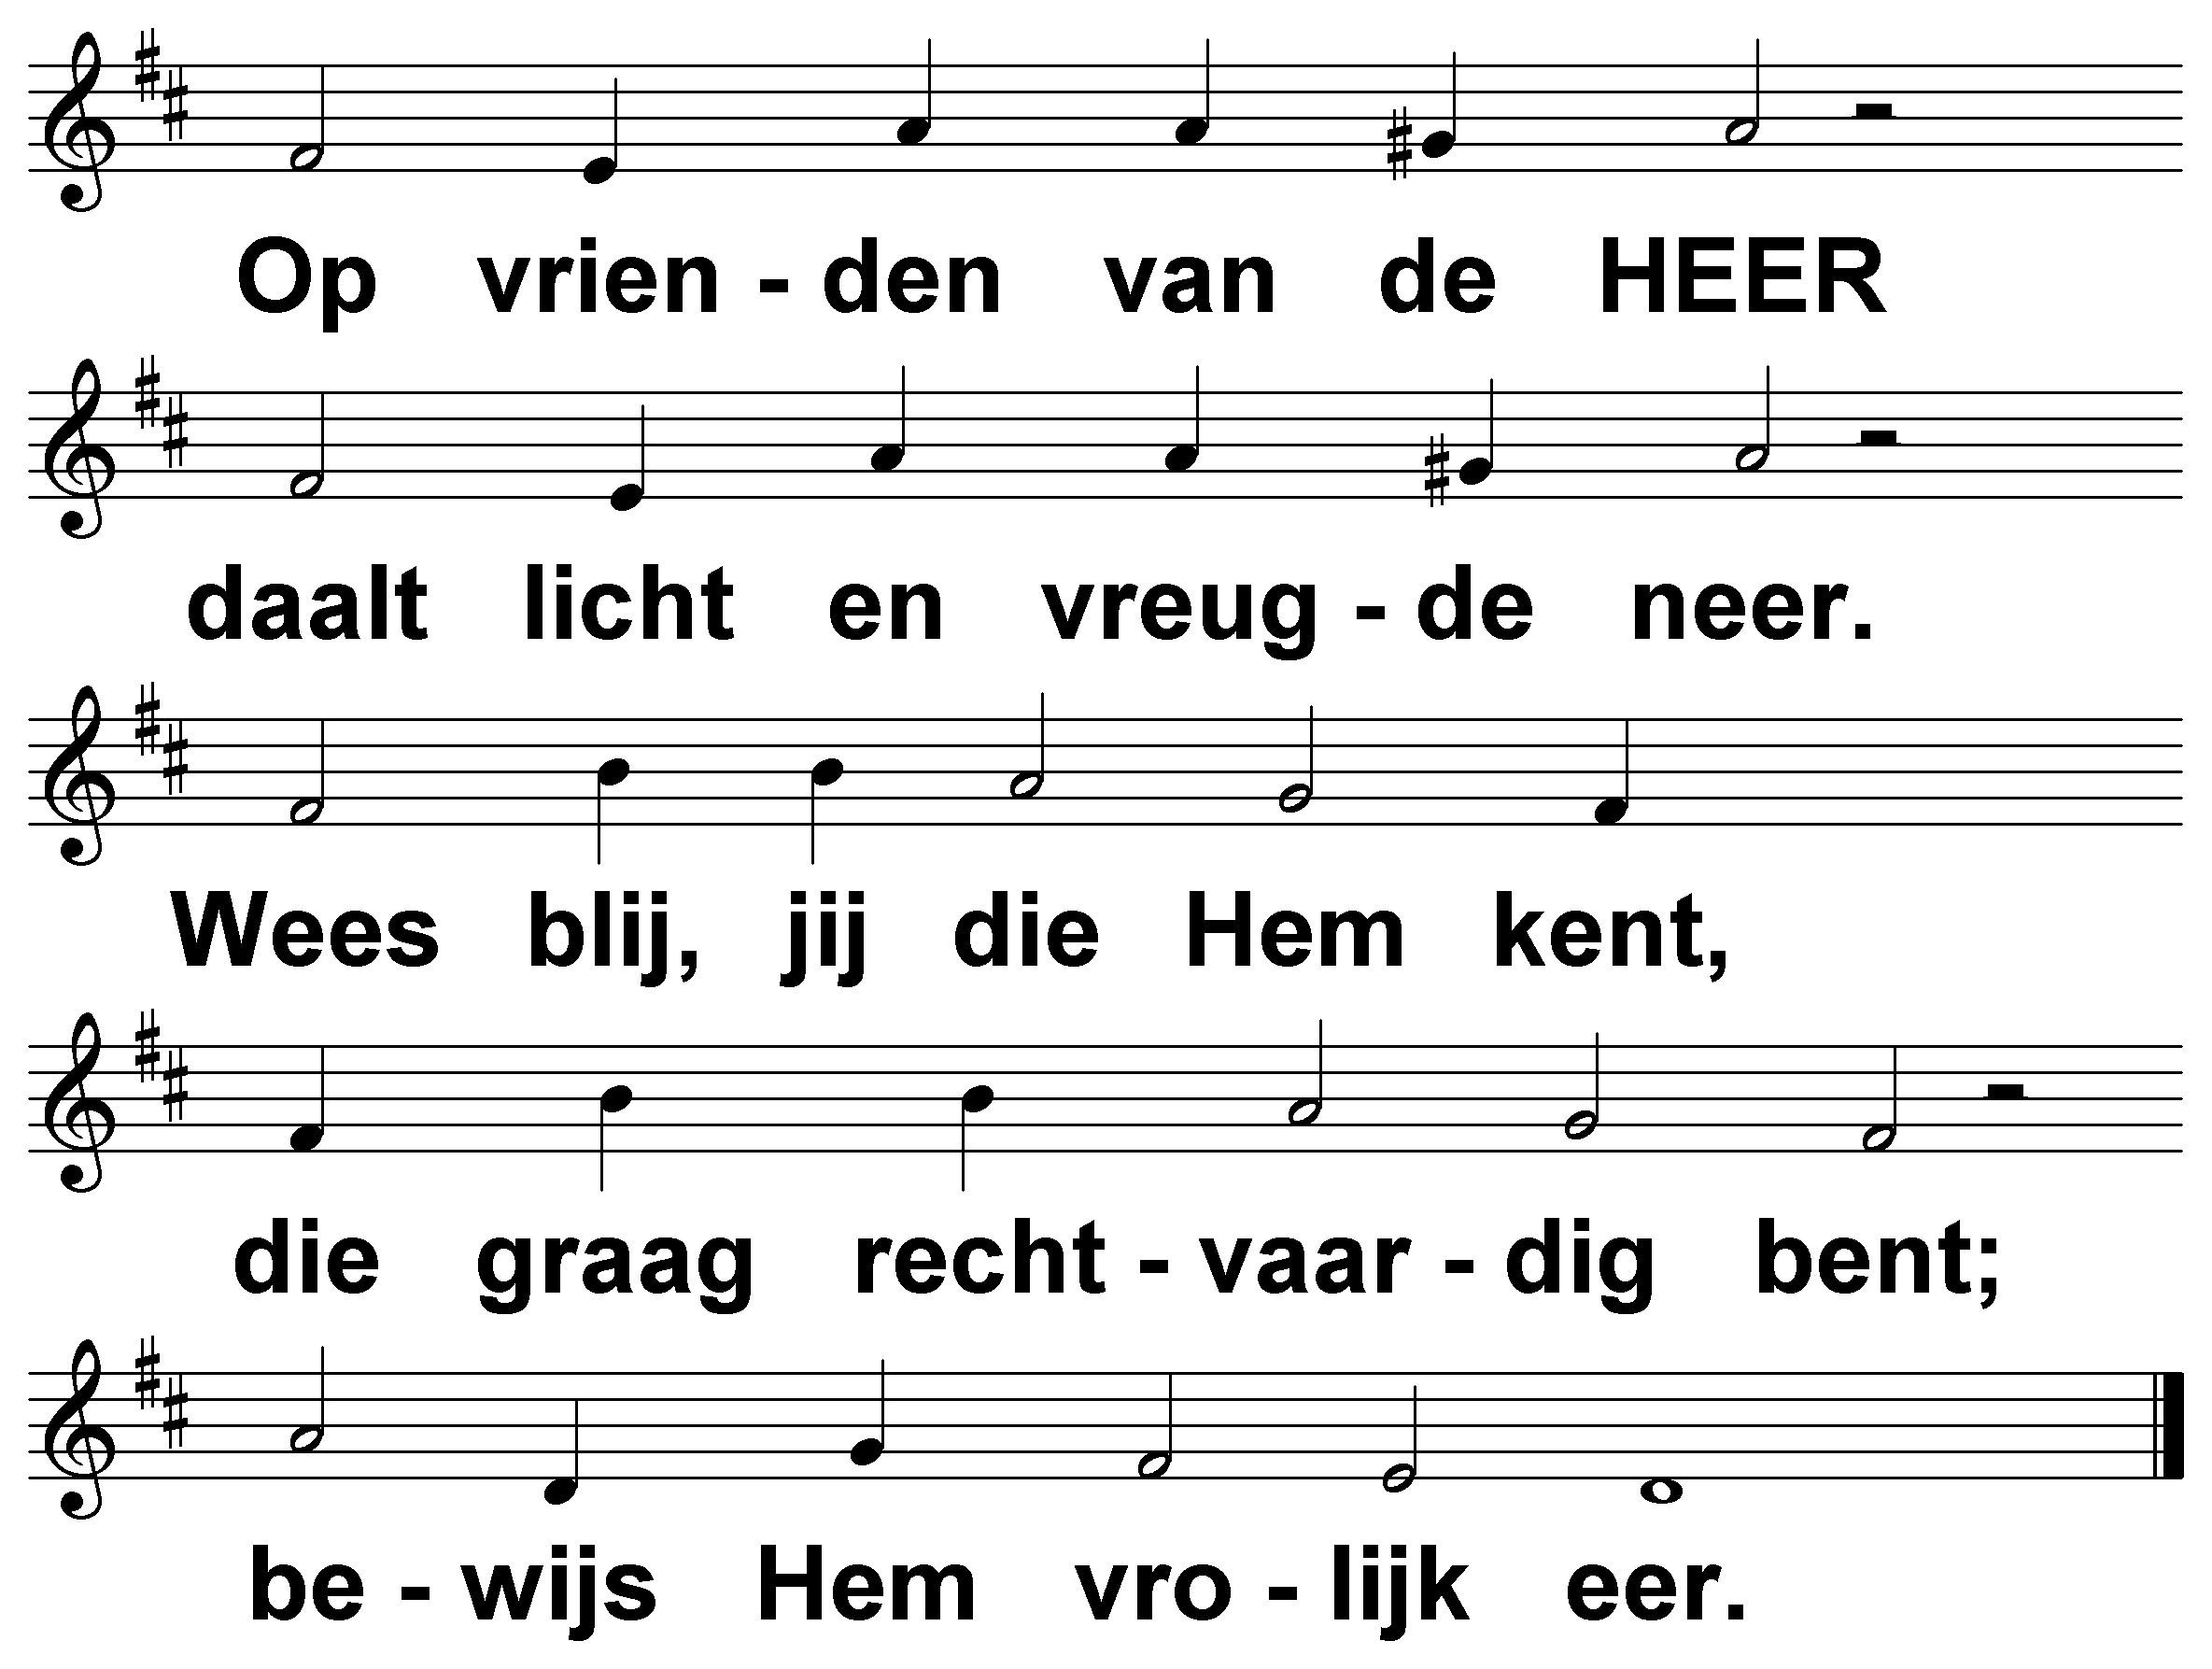 Op vrien - den van de HEER
daalt licht en vreug - de neer.
Wees blij, jij die Hem kent,
die graag recht - vaar - dig bent;
be - wijs Hem vro - lijk eer.